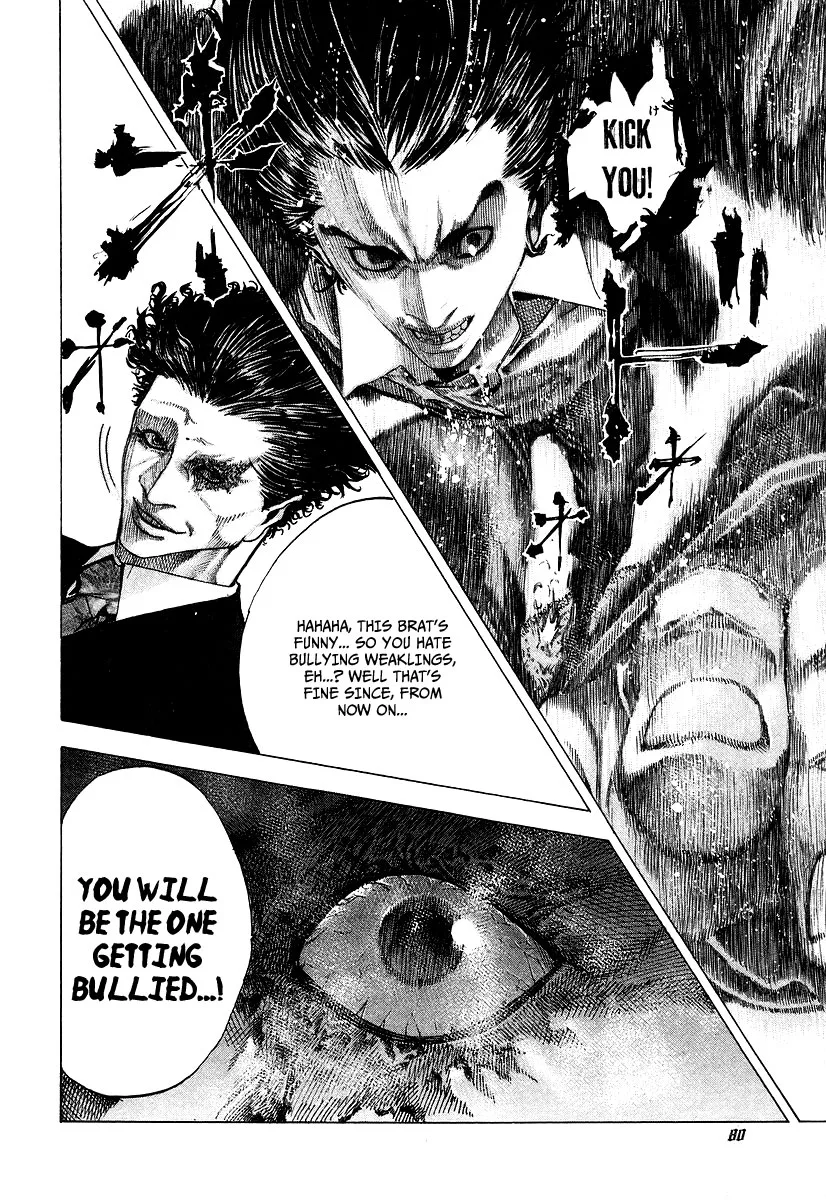 KICK
YOU!
け
HAHAHA, THIS BRAT'S
FUNNY... SO YOU HATE
BULLYING WEAKLINGS,
EH...? WELL THAT'S
FINE SINCE, FROM
NOW ON...
YOU WILL
BE THE ONE
GETTING
BULLIED...!
80